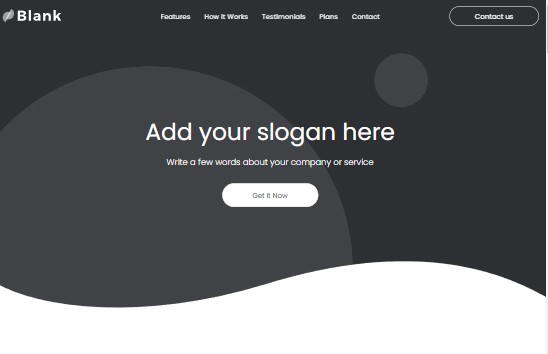 Blank
Features How It Works Testimonials Plans Contact
Contact us
Add your slogan here
Write a few words about your company or service
Get It Now